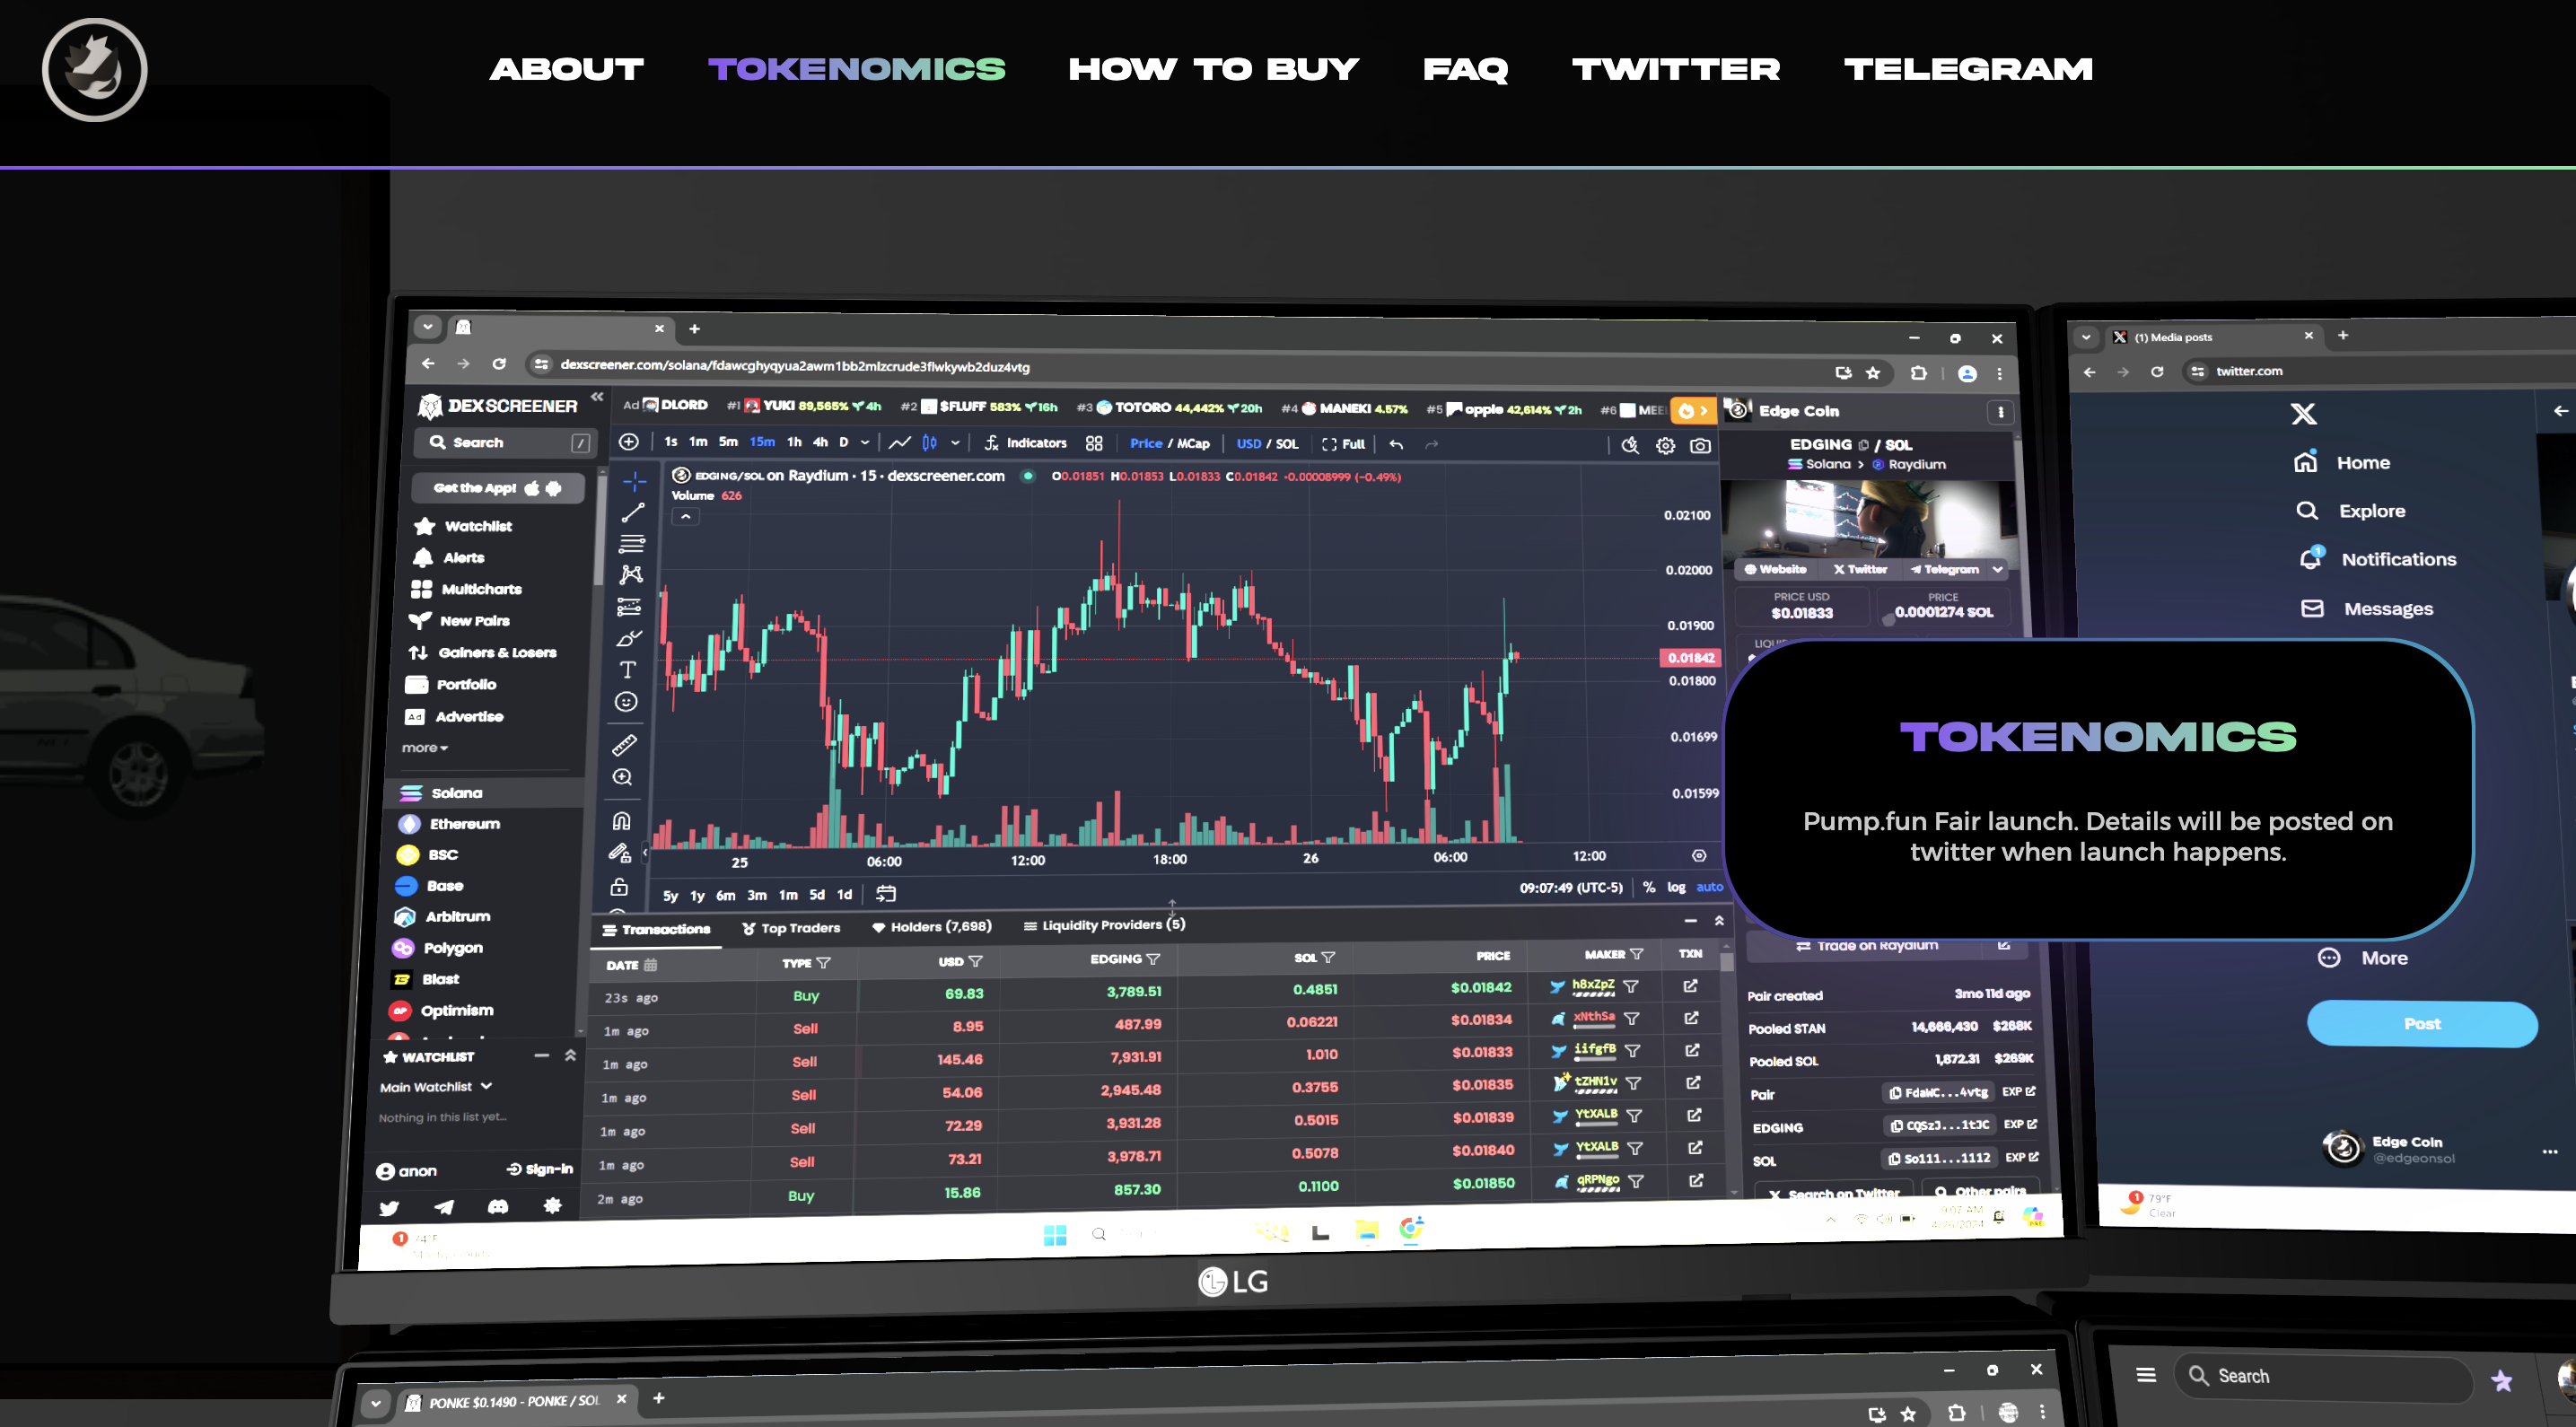 ABOUT TOKENOMICS HOW TO BUY FAQ TWITTER TELEGRAM
dexscreener.com/solana/fdawcghyqyua2awm1bb2mlzcrude3flwkywb2duz4vtg
DEXSCREENER
Search /
Get the App!
Watchlist
Alerts
Multicharts
New Pairs
Gainers & Losers
Portfolio
Ad Advertise
more
Solana
Ethereum
BSC
Base
Arbitrum
Polygon
Blast
Optimism
WATCHLIST
Main Watchlist
Nothing in this list yet...
anon Sign-in
Ad DLORD #1 YUKI 89,565% 4h #2 $FLUFF 583% 16h #3 TOTORO 44,442% 20h #4 MANEKI 4.57% #5 opple 42,614% 2h #6
1s 1m 5m 15m 1h 4h D Indicators Price / MCap USD / SOL Full
EDGING/SOL on Raydium · 15 · dexscreener.com O0.01851 H0.01853 L0.01833 C0.01842 -0.00008999 (-0.49%)
Volume 626
0.02100
0.02000
0.01900
0.01842
0.01800
0.01699
0.01599
25 06:00 12:00 18:00 26 06:00 12:00
5y 1y 6m 3m 1m 5d 1d 09:07:49 (UTC-5) % log auto
Transactions Top Traders Holders (7,698) Liquidity Providers (5)
DATE TYPE USD EDGING SOL PRICE MAKER TXN
23s ago Buy 69.83 3,789.51 0.4851 $0.01842 h8xZpZ
1m ago Sell 8.95 487.99 0.06221 $0.01834 xNthSa
1m ago Sell 145.46 7,931.91 1.010 $0.01833 iifgfB
1m ago Sell 54.06 2,945.48 0.3755 $0.01835 tZHN1v
1m ago Sell 72.29 3,931.28 0.5015 $0.01839 YtXALB
1m ago Sell 73.21 3,978.71 0.5078 $0.01840 YtXALB
2m ago Buy 15.86 857.30 0.1100 $0.01850 qRPNgo
Edge Coin
EDGING / SOL
Solana > Raydium
Website Twitter Telegram
PRICE USD
$0.01833
PRICE
0.0001274 SOL
TOKENOMICS
Pump.fun Fair launch. Details will be posted on
twitter when launch happens.
Trade on Raydium
Pair created 3mo 11d ago
Pooled STAN 14,666,430 $268K
Pooled SOL 1,872.31 $269K
Pair FdaWC...4vtg EXP
EDGING CQSzJ...1tJC EXP
SOL So111...1112 EXP
Search on Twitter Other pairs
9:07 AM
4/26/2024
LG
(1) Media posts
twitter.com
Home
Explore
1
Notifications
Messages
More
Post
Edge Coin
@edgeonsol
1 79°F
Clear
PONKE $0.1490 - PONKE / SOL
Search